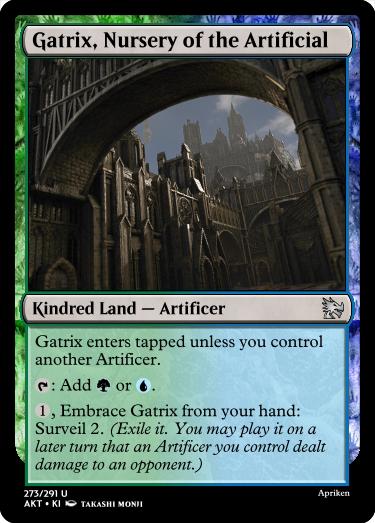 Gatrix, Nursery of the Artificial
Kindred Land — Artificer
Gatrix enters tapped unless you control
another Artificer.
: Add or .
1, Embrace Gatrix from your hand:
Surveil 2. (Exile it. You may play it on a
later turn that an Artificer you control dealt
damage to an opponent.)
273/291 U
Apriken
AKT • KI TAKASHI MONJI